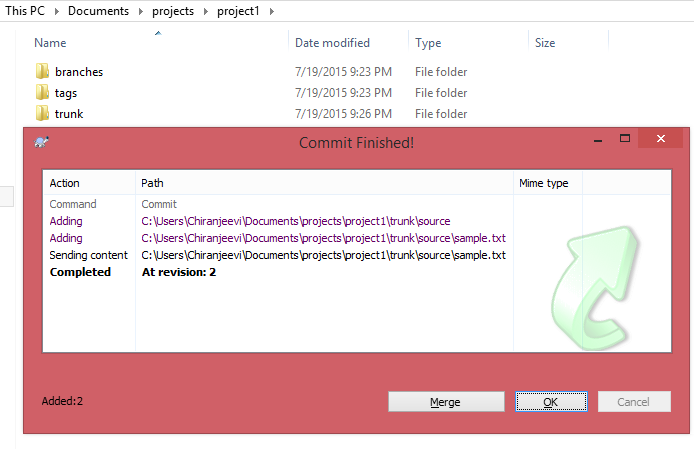 This PC Documents projects project1
Name Date modified Type Size
branches 7/19/2015 9:23 PM File folder
tags 7/19/2015 9:23 PM File folder
trunk 7/19/2015 9:26 PM File folder
Commit Finished!
Action Path Mime type
Command Commit
Adding C:\Users\Chiranjeevi\Documents\projects\project1\trunk\source
Adding C:\Users\Chiranjeevi\Documents\projects\project1\trunk\source\sample.txt
Sending content C:\Users\Chiranjeevi\Documents\projects\project1\trunk\source\sample.txt
Completed At revision: 2
Added:2 Merge OK Cancel